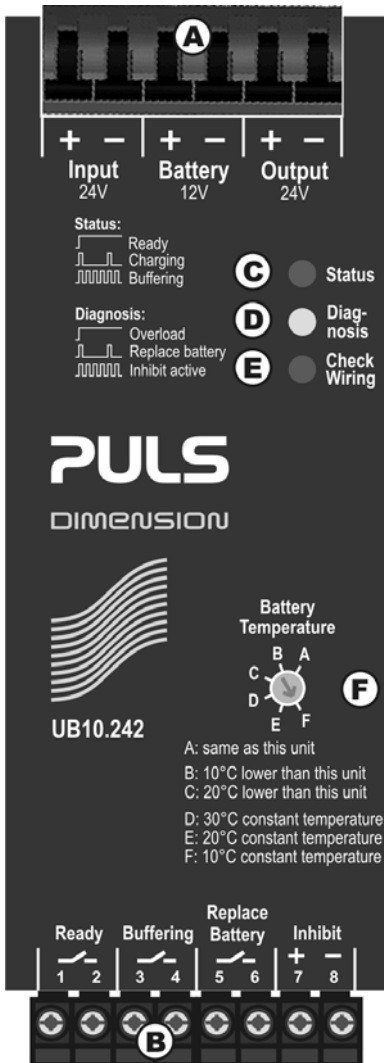 A
+ − + − + −
Input Battery Output
24V 12V 24V
Status:
Ready
Charging
Buffering
C Status
Diagnosis:
Overload
Replace battery
Inhibit active
D Diag-
nosis
E Check
Wiring
PULS
DIMENSION
UB10.242
Battery
Temperature
B A
C
D
E F
F
A: same as this unit
B: 10°C lower than this unit
C: 20°C lower than this unit
D: 30°C constant temperature
E: 20°C constant temperature
F: 10°C constant temperature
Ready Buffering Replace
Battery Inhibit
+ −
1 2 3 4 5 6 7 8
B